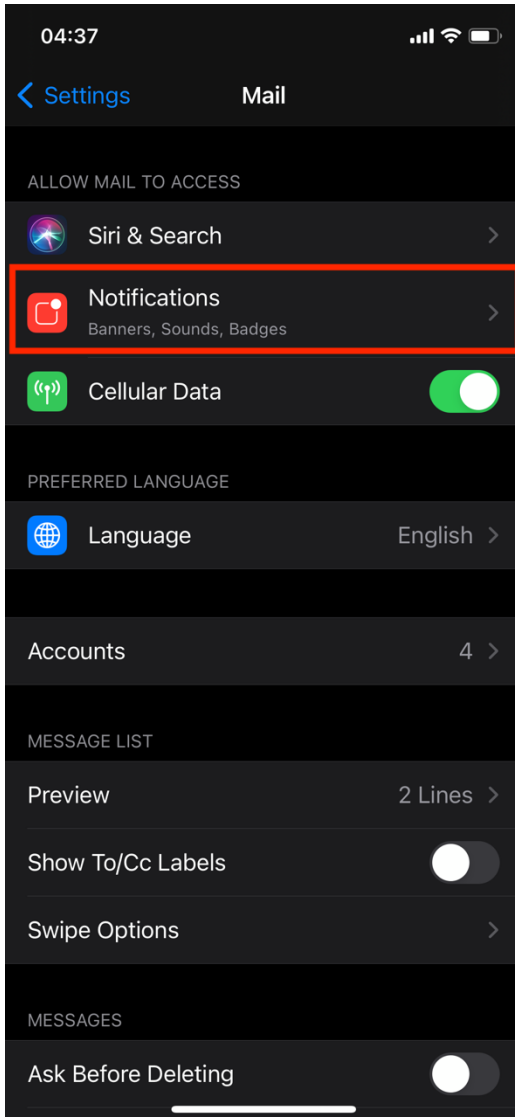 04:37
Settings
Mail
ALLOW MAIL TO ACCESS
Siri & Search
Notifications
Banners, Sounds, Badges
Cellular Data
PREFERRED LANGUAGE
Language
English
Accounts
4
MESSAGE LIST
Preview
2 Lines
Show To/Cc Labels
Swipe Options
MESSAGES
Ask Before Deleting